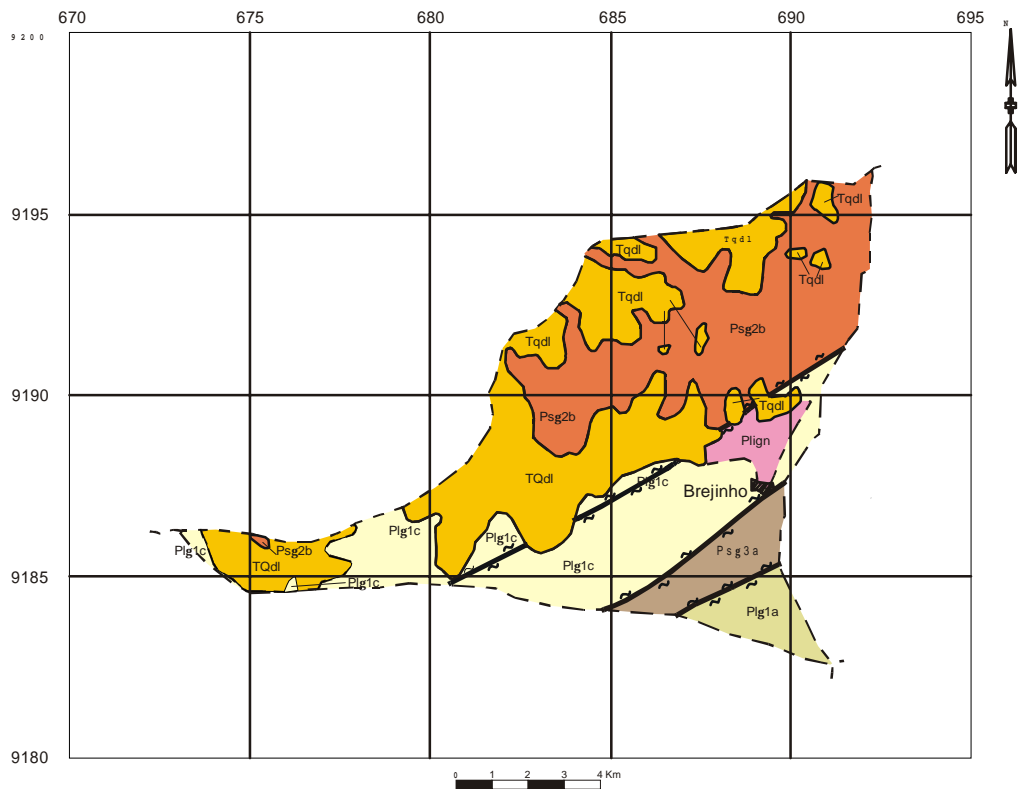 670 675 680 685 690 695
9200
N
9195
Tqdl
Tqdl
Tqdl
Tqdl
Tqdl
Psg2b
Tqdl
9190
Tqdl
Psg2b
Plign
TQdl
Plg1c
Brejinho
Plg1c
Plg1c
Plg1c
Psg2b
Psg3a
TQdl
Plg1c
9185
Plg1c
Plg1a
9180
0 1 2 3 4 Km